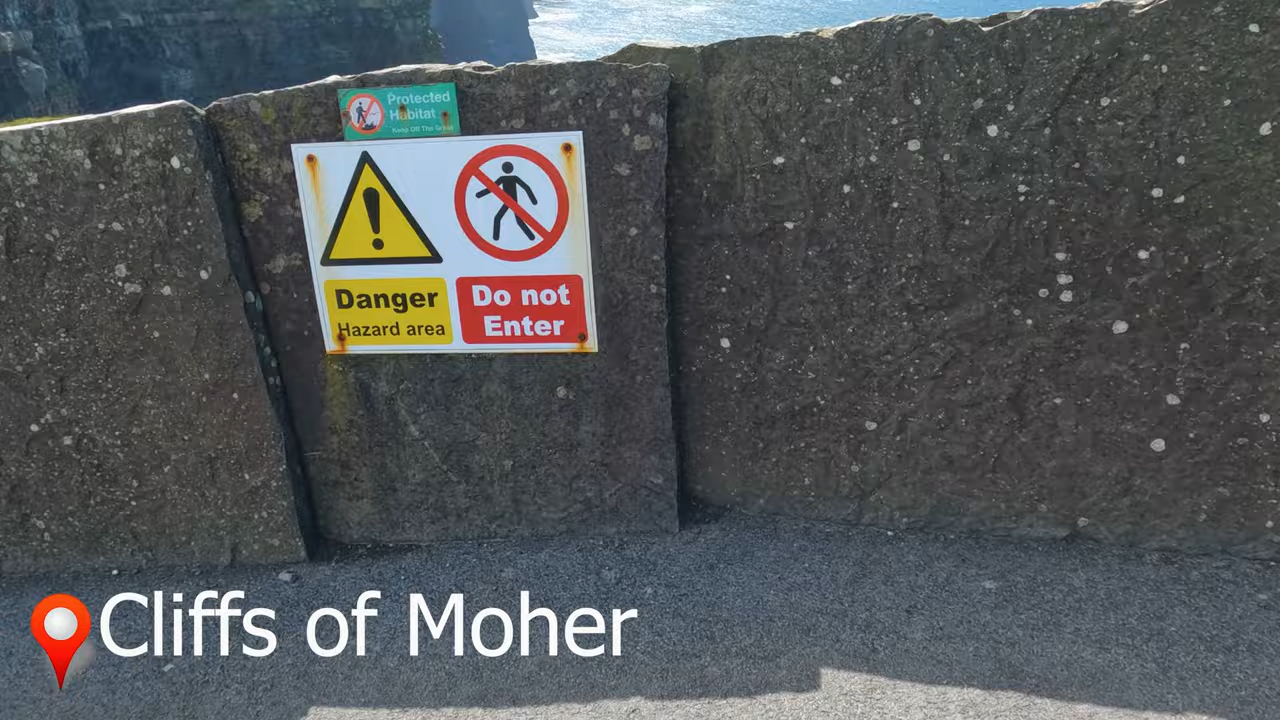 Protected
Habitat
Keep Off The Grass
Danger
Hazard area
Do not
Enter
Cliffs of Moher